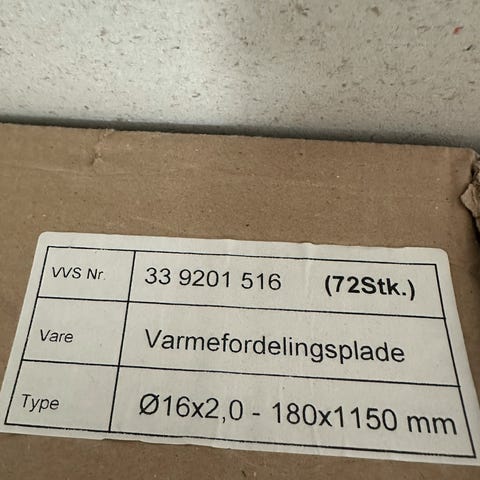 VVS Nr. 33 9201 516 (72Stk.)
Vare Varmefordelingsplade
Type Ø16x2,0 - 180x1150 mm